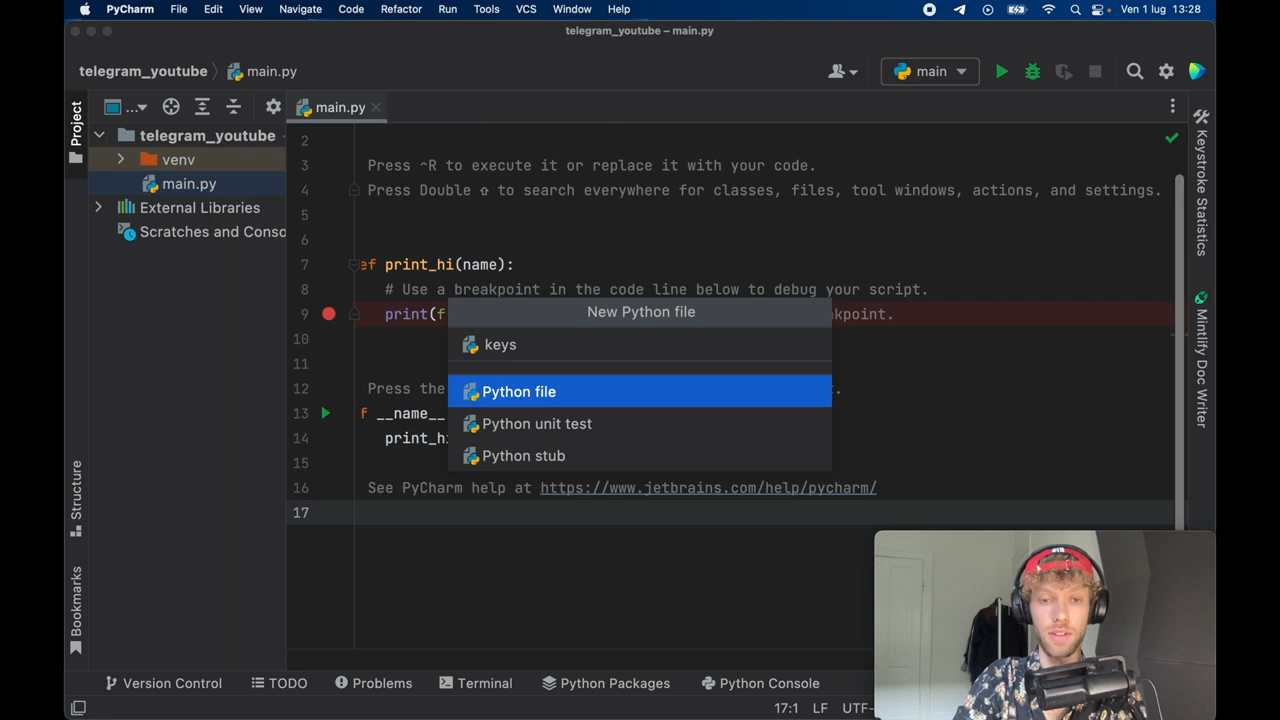 PyCharm File Edit View Navigate Code Refactor Run Tools VCS Window Help Ven 1 lug 13:28
telegram_youtube – main.py
telegram_youtube main.py main
Project ... main.py
telegram_youtube
venv
main.py
External Libraries
Scratches and Conso
2
3 Press ^R to execute it or replace it with your code.
4 Press Double ⇧ to search everywhere for classes, files, tool windows, actions, and settings.
5
6
7 ef print_hi(name):
8 # Use a breakpoint in the code line below to debug your script.
9 print(f kpoint.
10
11
12 Press the .
13 f __name__
14 print_hi
15
16 See PyCharm help at https://www.jetbrains.com/help/pycharm/
17
New Python file
keys
Python file
Python unit test
Python stub
Keystroke Statistics
Mintlify Doc Writer
Structure
Bookmarks
Version Control TODO Problems Terminal Python Packages Python Console
17:1 LF UTF-